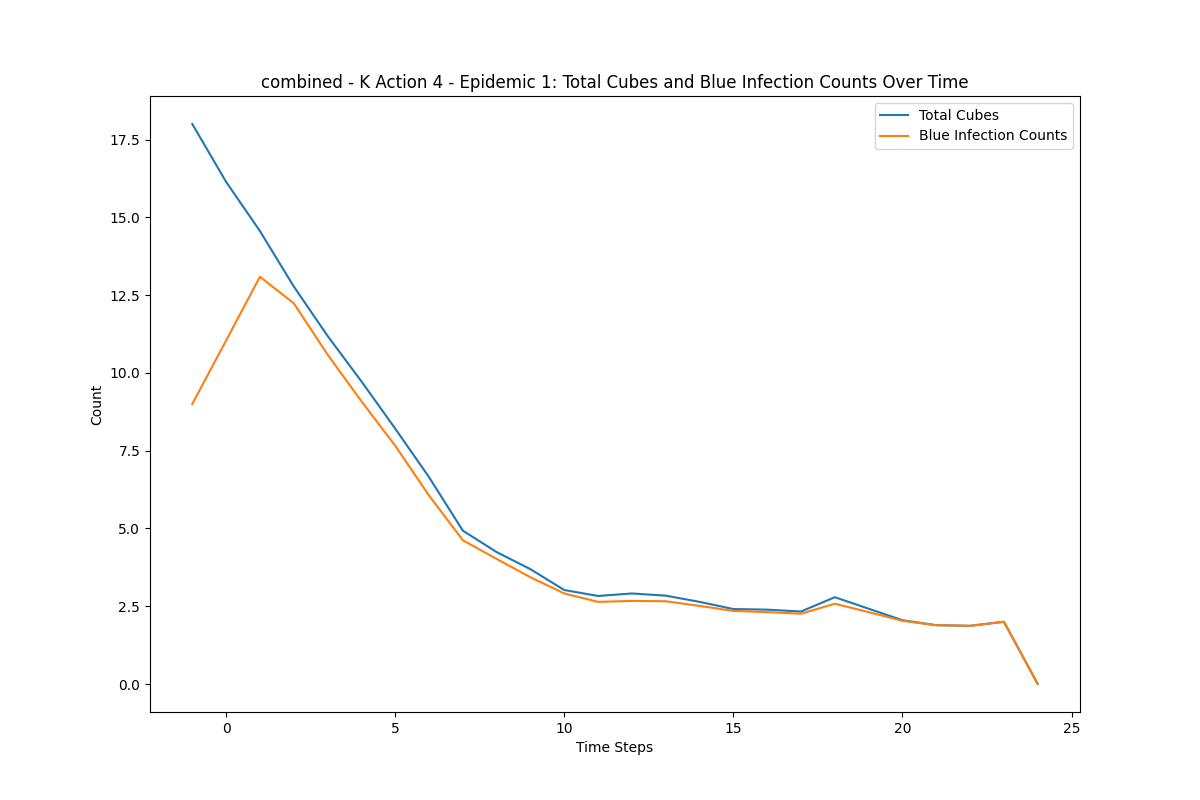 combined - K Action 4 - Epidemic 1: Total Cubes and Blue Infection Counts Over Time
Total Cubes
Blue Infection Counts
17.5
15.0
12.5
10.0
7.5
5.0
2.5
0.0
Count
0 5 10 15 20 25
Time Steps